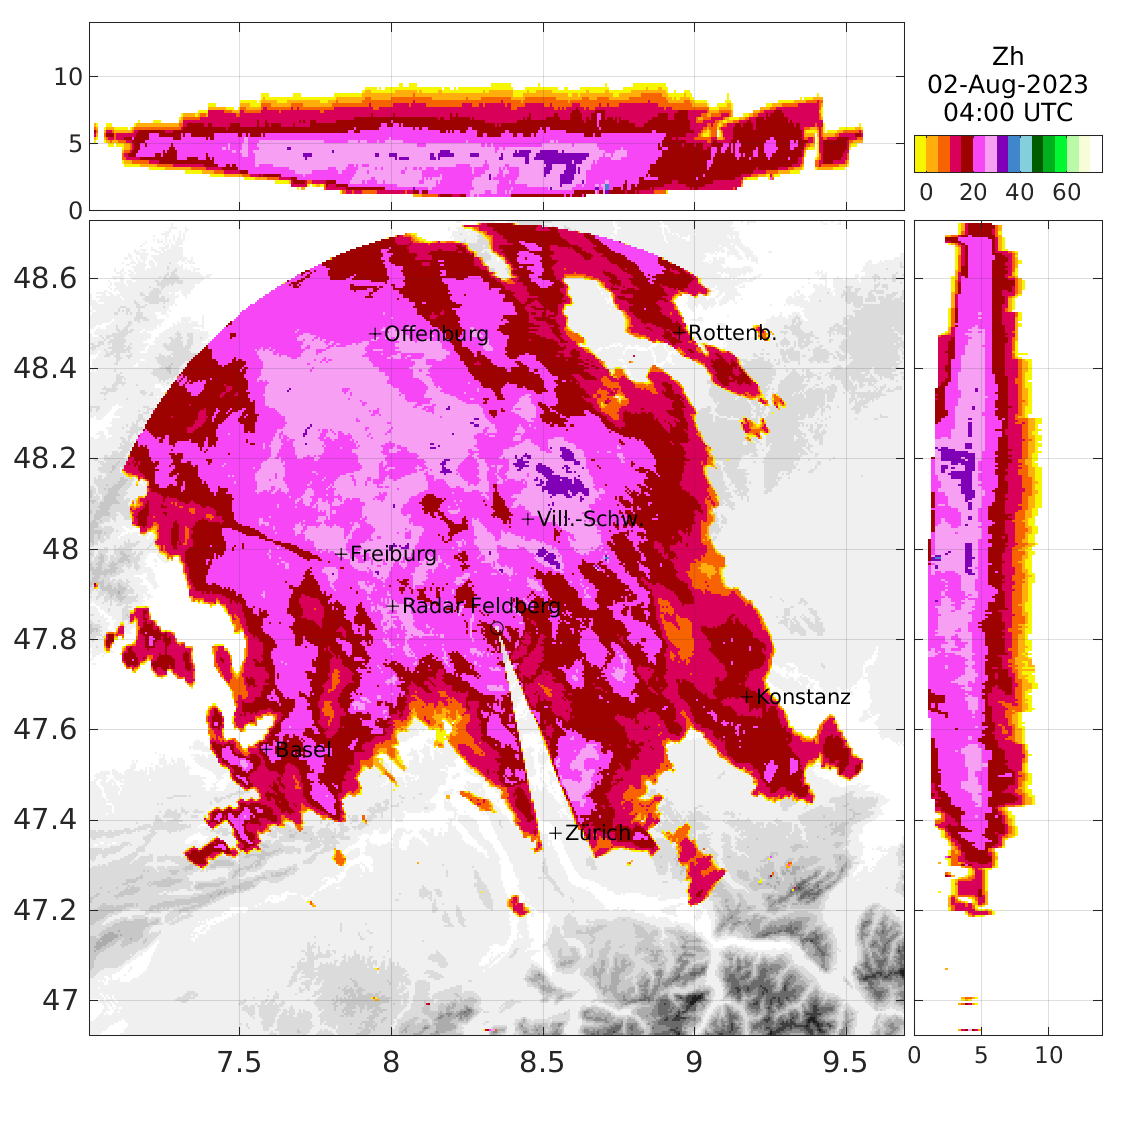 Zh
02-Aug-2023
04:00 UTC
0 20 40 60
10
5
0
48.6
48.4
48.2
48
47.8
47.6
47.4
47.2
47
+Offenburg
+Rottenb.
+Vill.-Schw.
+Freiburg
+Radar Feldberg
+Konstanz
+Basel
+Zürich
7.5 8 8.5 9 9.5
0 5 10